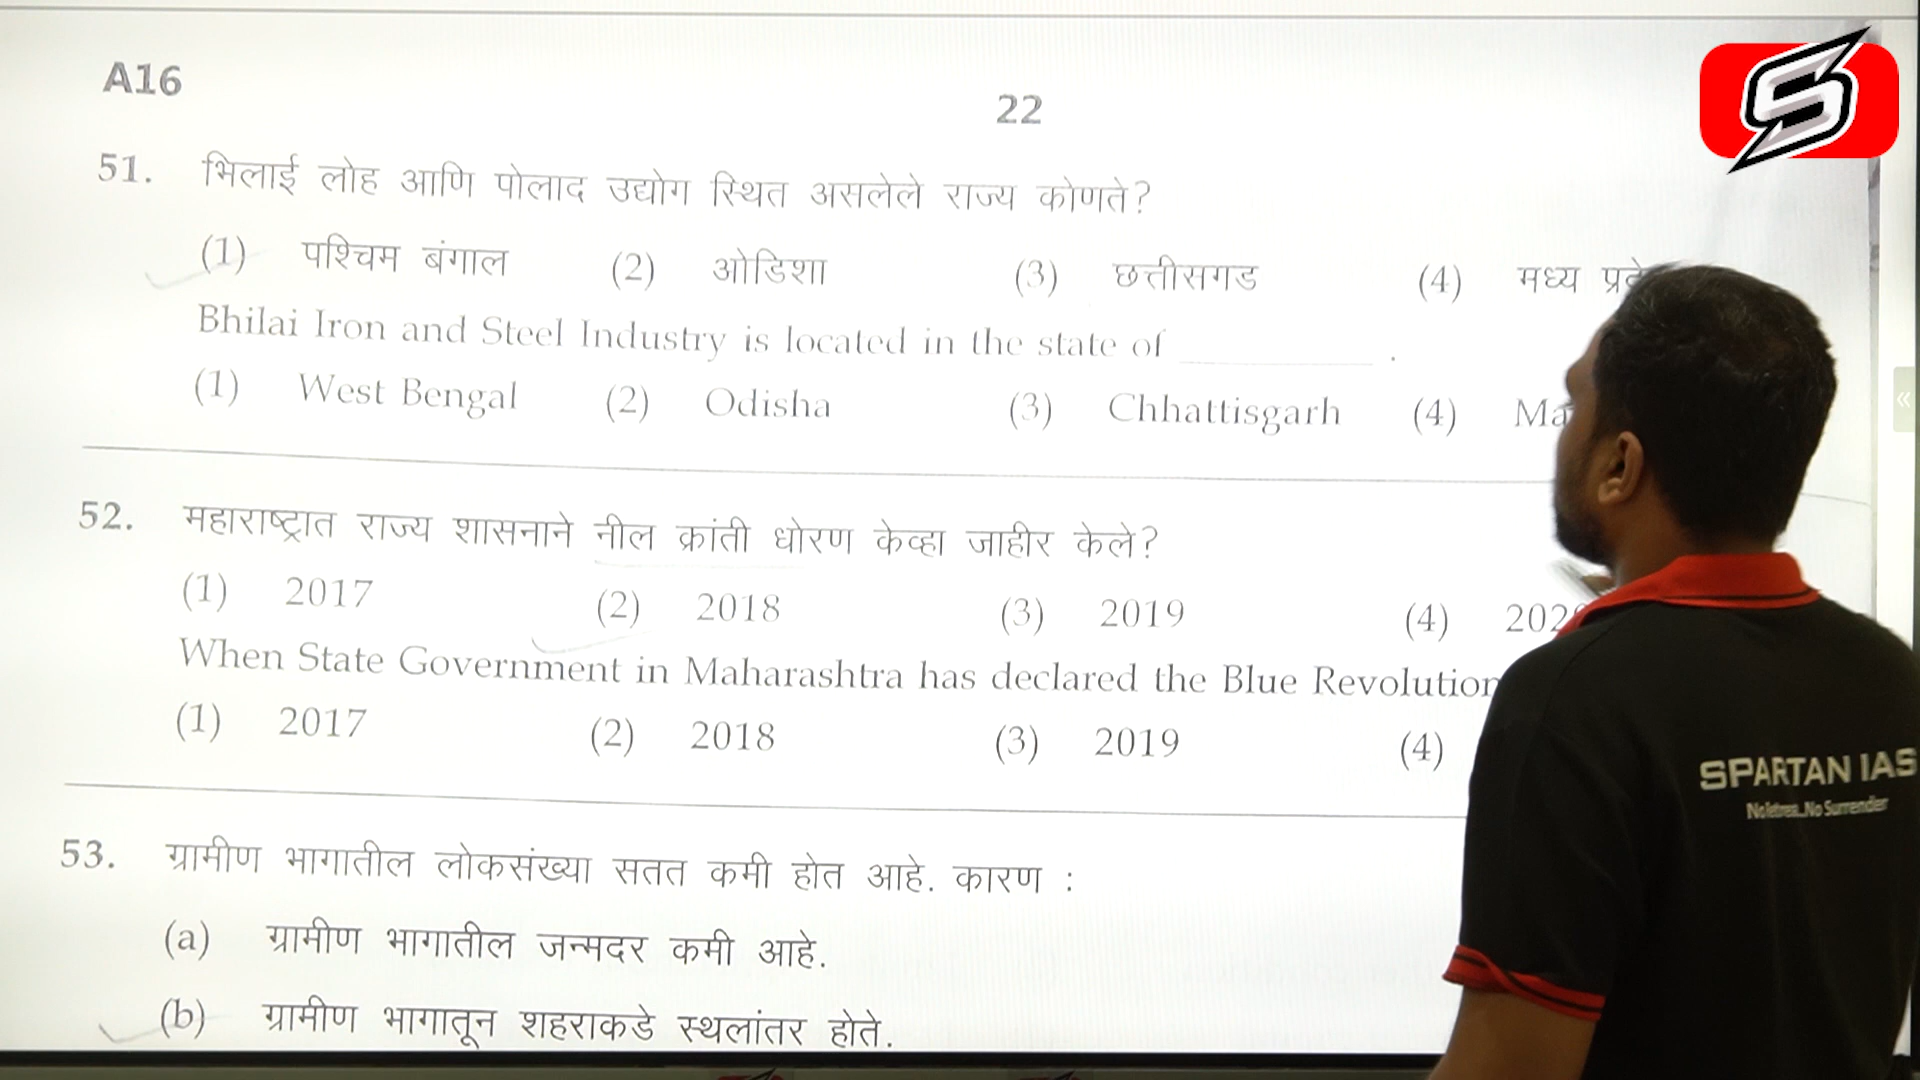 A16
22
51. भिलाई लोह आणि पोलाद उद्योग स्थित असलेले राज्य कोणते?
(1) पश्चिम बंगाल (2) ओडिशा (3) छत्तीसगड (4) मध्य
Bhilai Iron and Steel Industry is located in the state of ____________ .
(1) West Bengal (2) Odisha (3) Chhattisgarh (4)
52. महाराष्ट्रात राज्य शासनाने नील क्रांती धोरण केव्हा जाहीर केले?
(1) 2017 (2) 2018 (3) 2019 (4)
When State Government in Maharashtra has declared the Blue Revolution
(1) 2017 (2) 2018 (3) 2019 (4)
53. ग्रामीण भागातील लोकसंख्या सतत कमी होत आहे. कारण :
(a) ग्रामीण भागातील जन्मदर कमी आहे.
(b) ग्रामीण भागातून शहराकडे स्थलांतर होते.
SPARTAN IAS
No Surrender